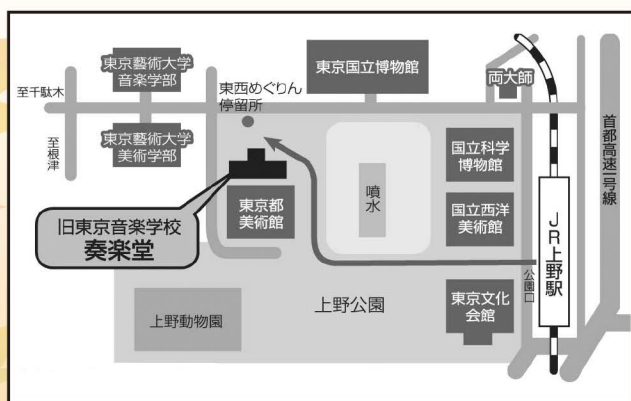 東京藝術大学
音楽学部
至千駄木
至根津
東京藝術大学
美術学部
東西めぐりん
停留所
東京国立博物館
両大師
首都高速一号線
国立科学
博物館
噴水
国立西洋
美術館
東京都
美術館
旧東京音楽学校
奏楽堂
JR上野駅
公園口
東京文化
会館
上野公園
上野動物園